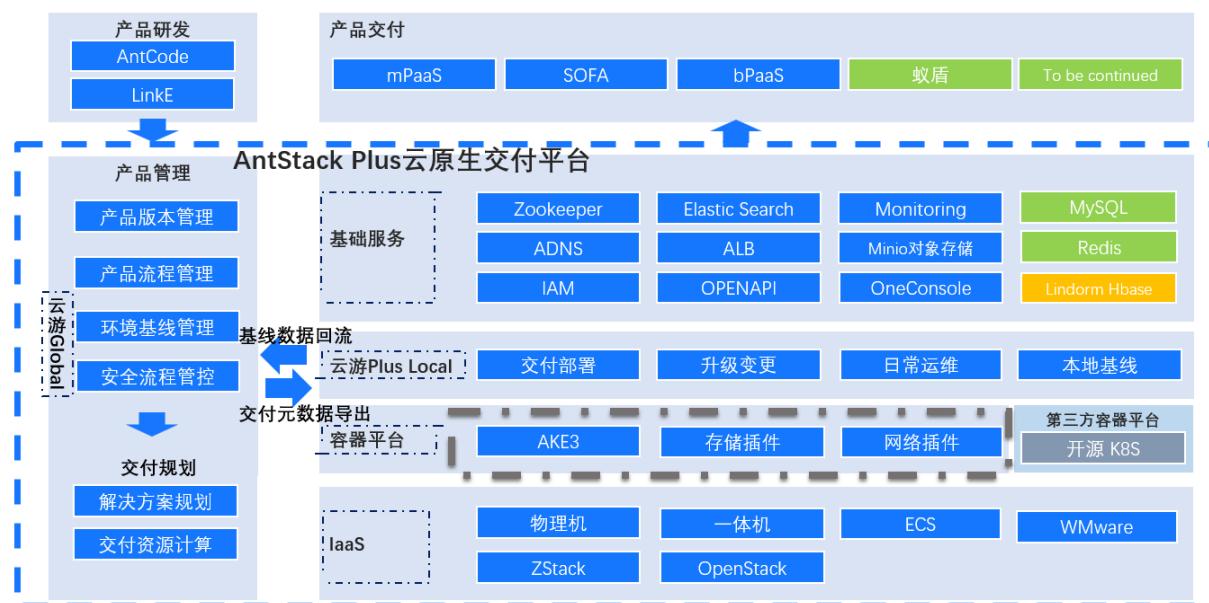 产品研发
AntCode
LinkE
产品交付
mPaaS
SOFA
bPaaS
蚁盾
To be continued
AntStack Plus云原生交付平台
云游Global
产品管理
产品版本管理
产品流程管理
环境基线管理
安全流程管控
交付规划
解决方案规划
交付资源计算
基线数据回流
交付元数据导出
基础服务
Zookeeper
Elastic Search
Monitoring
MySQL
ADNS
ALB
Minio对象存储
Redis
IAM
OPENAPI
OneConsole
Lindorm Hbase
云游Plus Local
交付部署
升级变更
日常运维
本地基线
容器平台
AKE3
存储插件
网络插件
第三方容器平台
开源 K8S
IaaS
物理机
一体机
ECS
WMware
ZStack
OpenStack